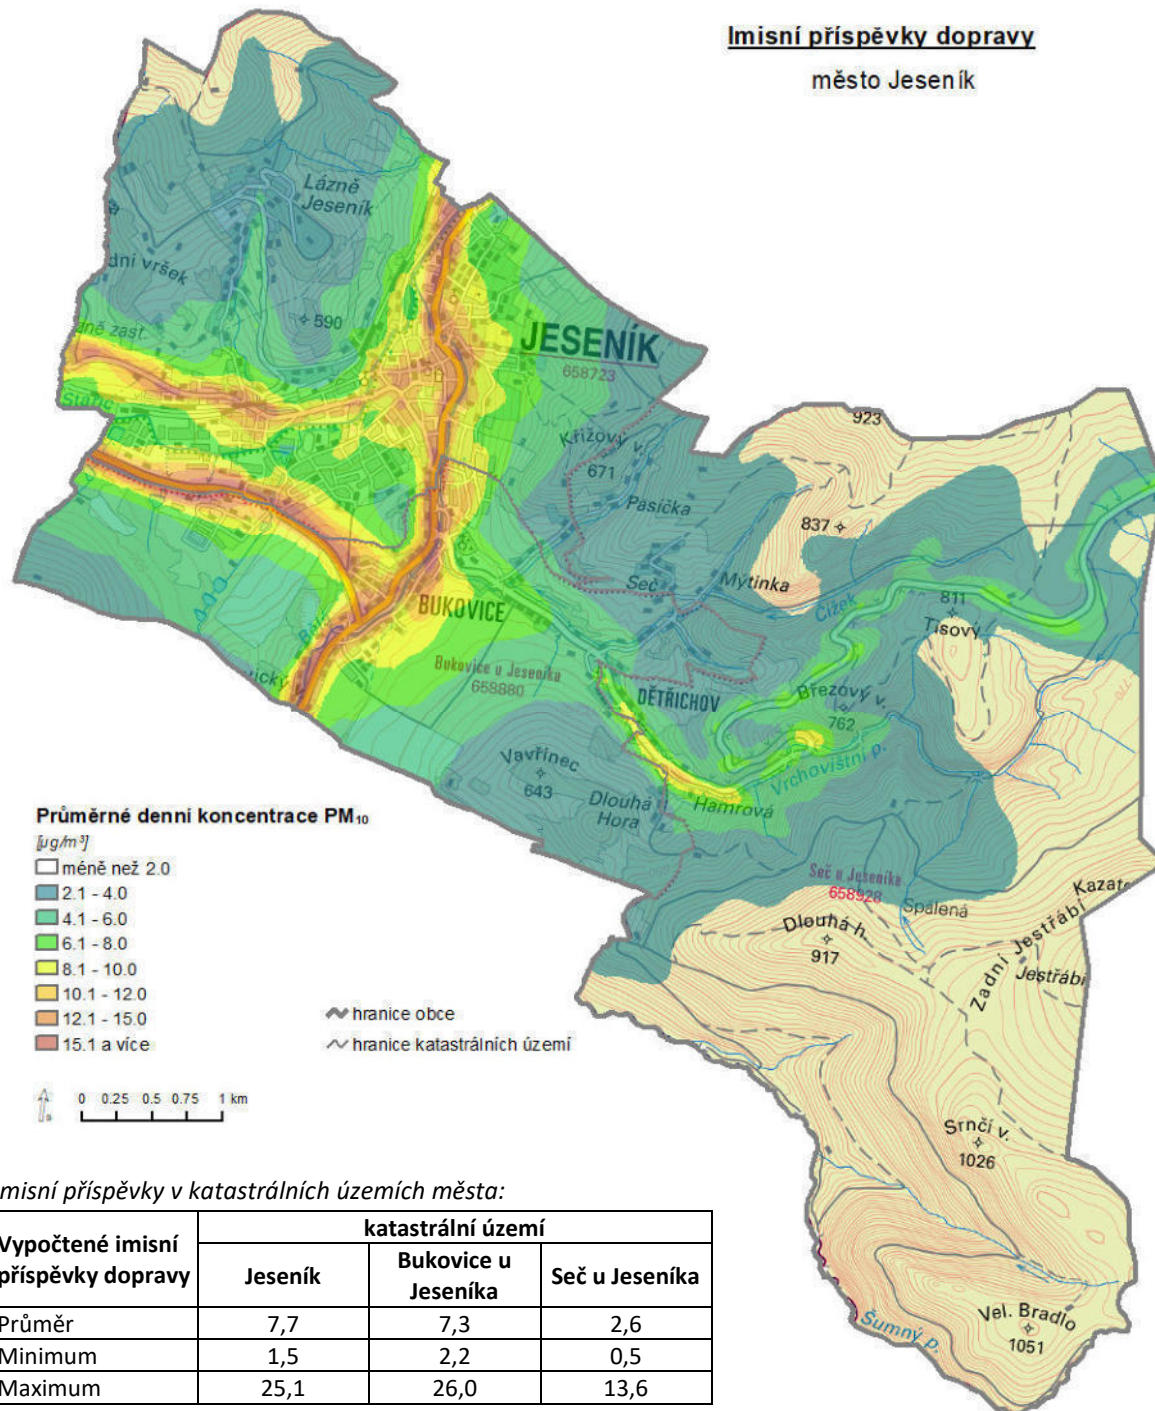 Imisní příspěvky dopravy
město Jeseník
Lázně
Jeseník
dní vršek
590
zně zast.
Staříč
JESENÍK
658723
Křížový v.
671
Pasíčka
923
837
Seč
Mýtinka
Čížek
811
Tisový
BUKOVICE
Bukovice u Jeseníka
658880
DĚTŘICHOV
Březový v.
762
Vrchovištní p.
Vavřinec
643
Dlouhá
Hora
Hamrová
Seč u Jeseníka
658928
Spálená
Kazate
Dlouhá h.
917
Zadní Jestřábí
Jestřábí
Srnčí v.
1026
Vel. Bradlo
1051
Šumný p.
Průměrné denní koncentrace PM₁₀
[µg/m³]
méně než 2.0
2.1 - 4.0
4.1 - 6.0
6.1 - 8.0
8.1 - 10.0
10.1 - 12.0
12.1 - 15.0
15.1 a více
hranice obce
hranice katastrálních území
0 0.25 0.5 0.75 1 km
misní příspěvky v katastrálních územích města:
Vypočtené imisní
příspěvky dopravy
katastrální území
Jeseník
Bukovice u
Jeseníka
Seč u Jeseníka
Průměr 7,7 7,3 2,6
Minimum 1,5 2,2 0,5
Maximum 25,1 26,0 13,6